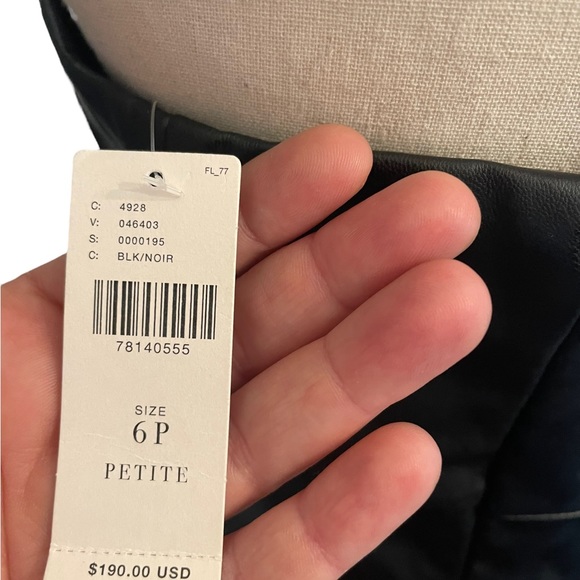 FL_77
C: 4928
V: 046403
S: 0000195
C: BLK/NOIR
78140555
SIZE
6P
PETITE
$190.00 USD